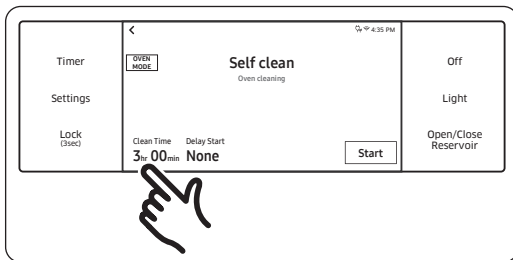 4:35 PM
Timer
Settings
Lock
(3sec)
OVEN
MODE
Self clean
Oven cleaning
Clean Time
3hr 00min
Delay Start
None
Start
Off
Light
Open/Close
Reservoir